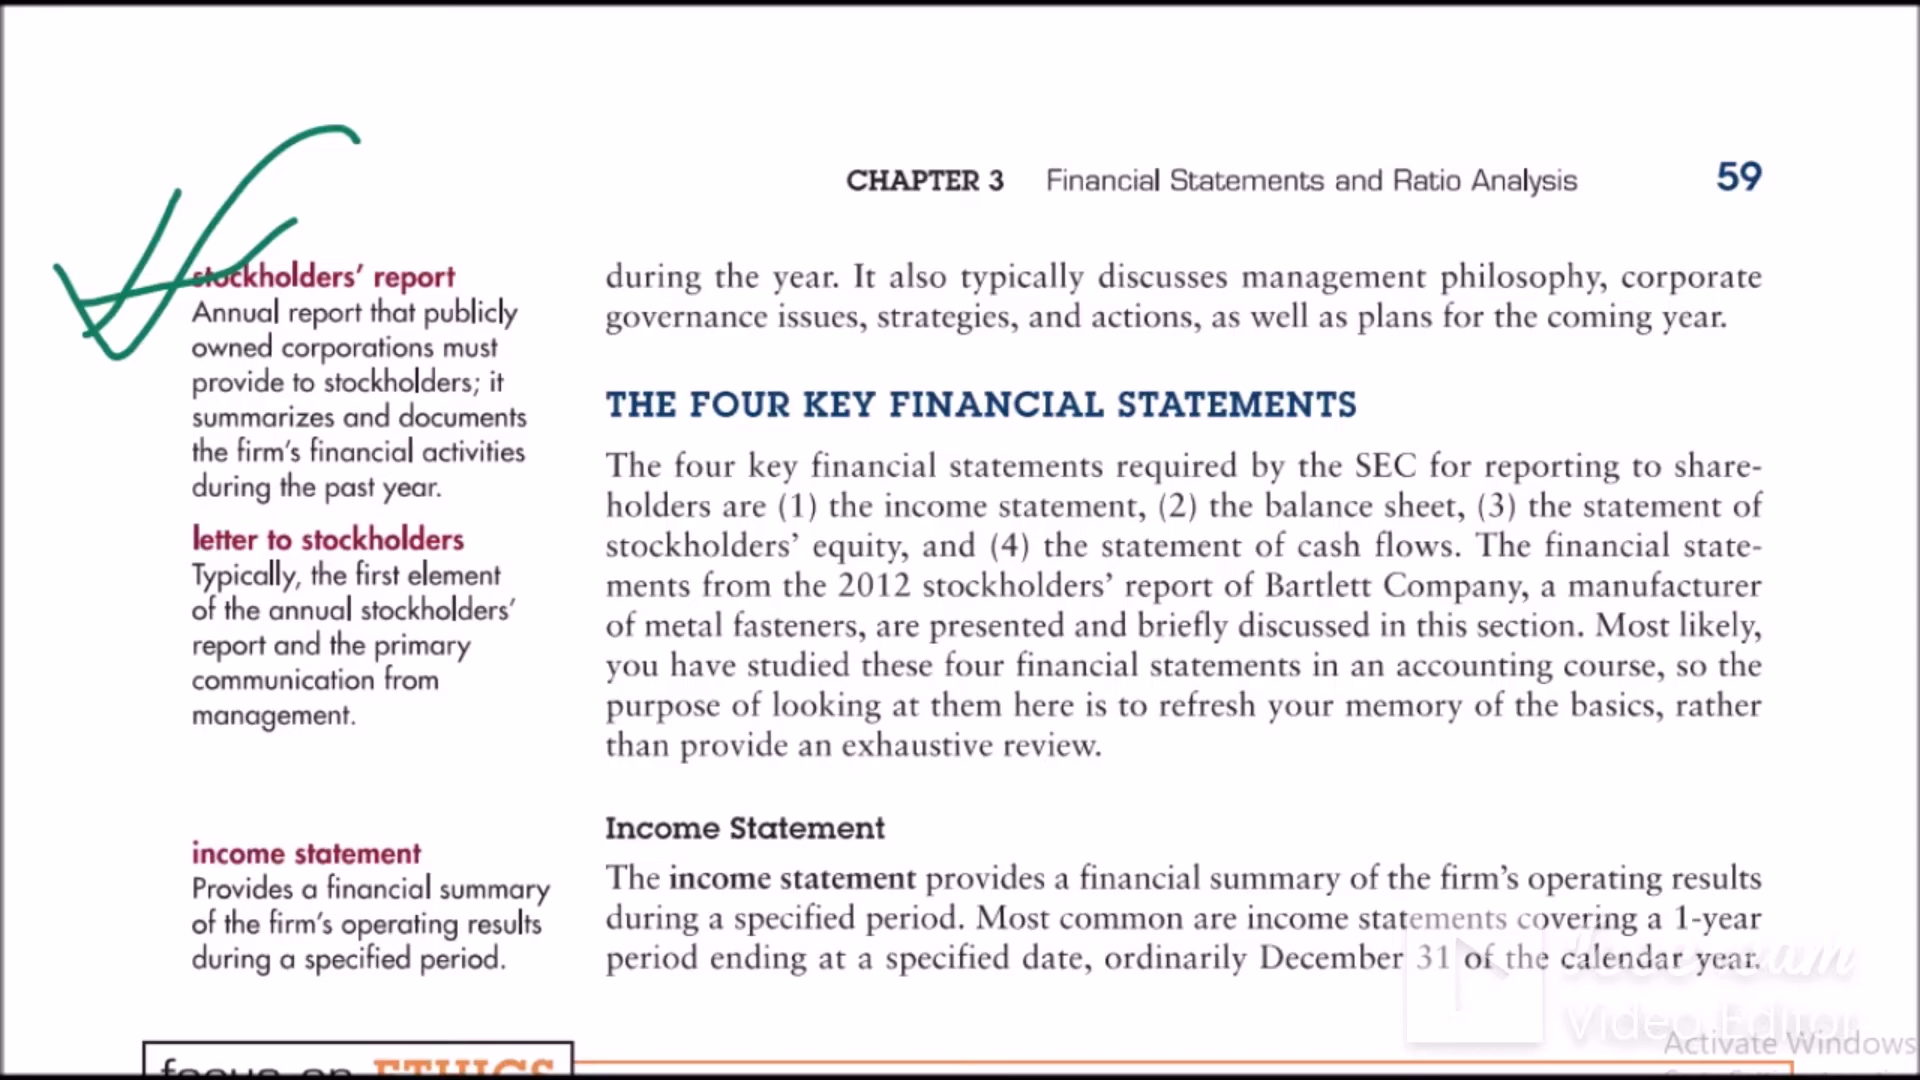 CHAPTER 3 Financial Statements and Ratio Analysis 59
stockholders' report
Annual report that publicly
owned corporations must
provide to stockholders; it
summarizes and documents
the firm's financial activities
during the past year.
letter to stockholders
Typically, the first element
of the annual stockholders'
report and the primary
communication from
management.
income statement
Provides a financial summary
of the firm's operating results
during a specified period.
during the year. It also typically discusses management philosophy, corporate
governance issues, strategies, and actions, as well as plans for the coming year.
THE FOUR KEY FINANCIAL STATEMENTS
The four key financial statements required by the SEC for reporting to share-
holders are (1) the income statement, (2) the balance sheet, (3) the statement of
stockholders' equity, and (4) the statement of cash flows. The financial state-
ments from the 2012 stockholders' report of Bartlett Company, a manufacturer
of metal fasteners, are presented and briefly discussed in this section. Most likely,
you have studied these four financial statements in an accounting course, so the
purpose of looking at them here is to refresh your memory of the basics, rather
than provide an exhaustive review.
Income Statement
The income statement provides a financial summary of the firm's operating results
during a specified period. Most common are income statements covering a 1-year
period ending at a specified date, ordinarily December 31 of the calendar year.
Video Editor
Activate Windows
focus on ETHICS